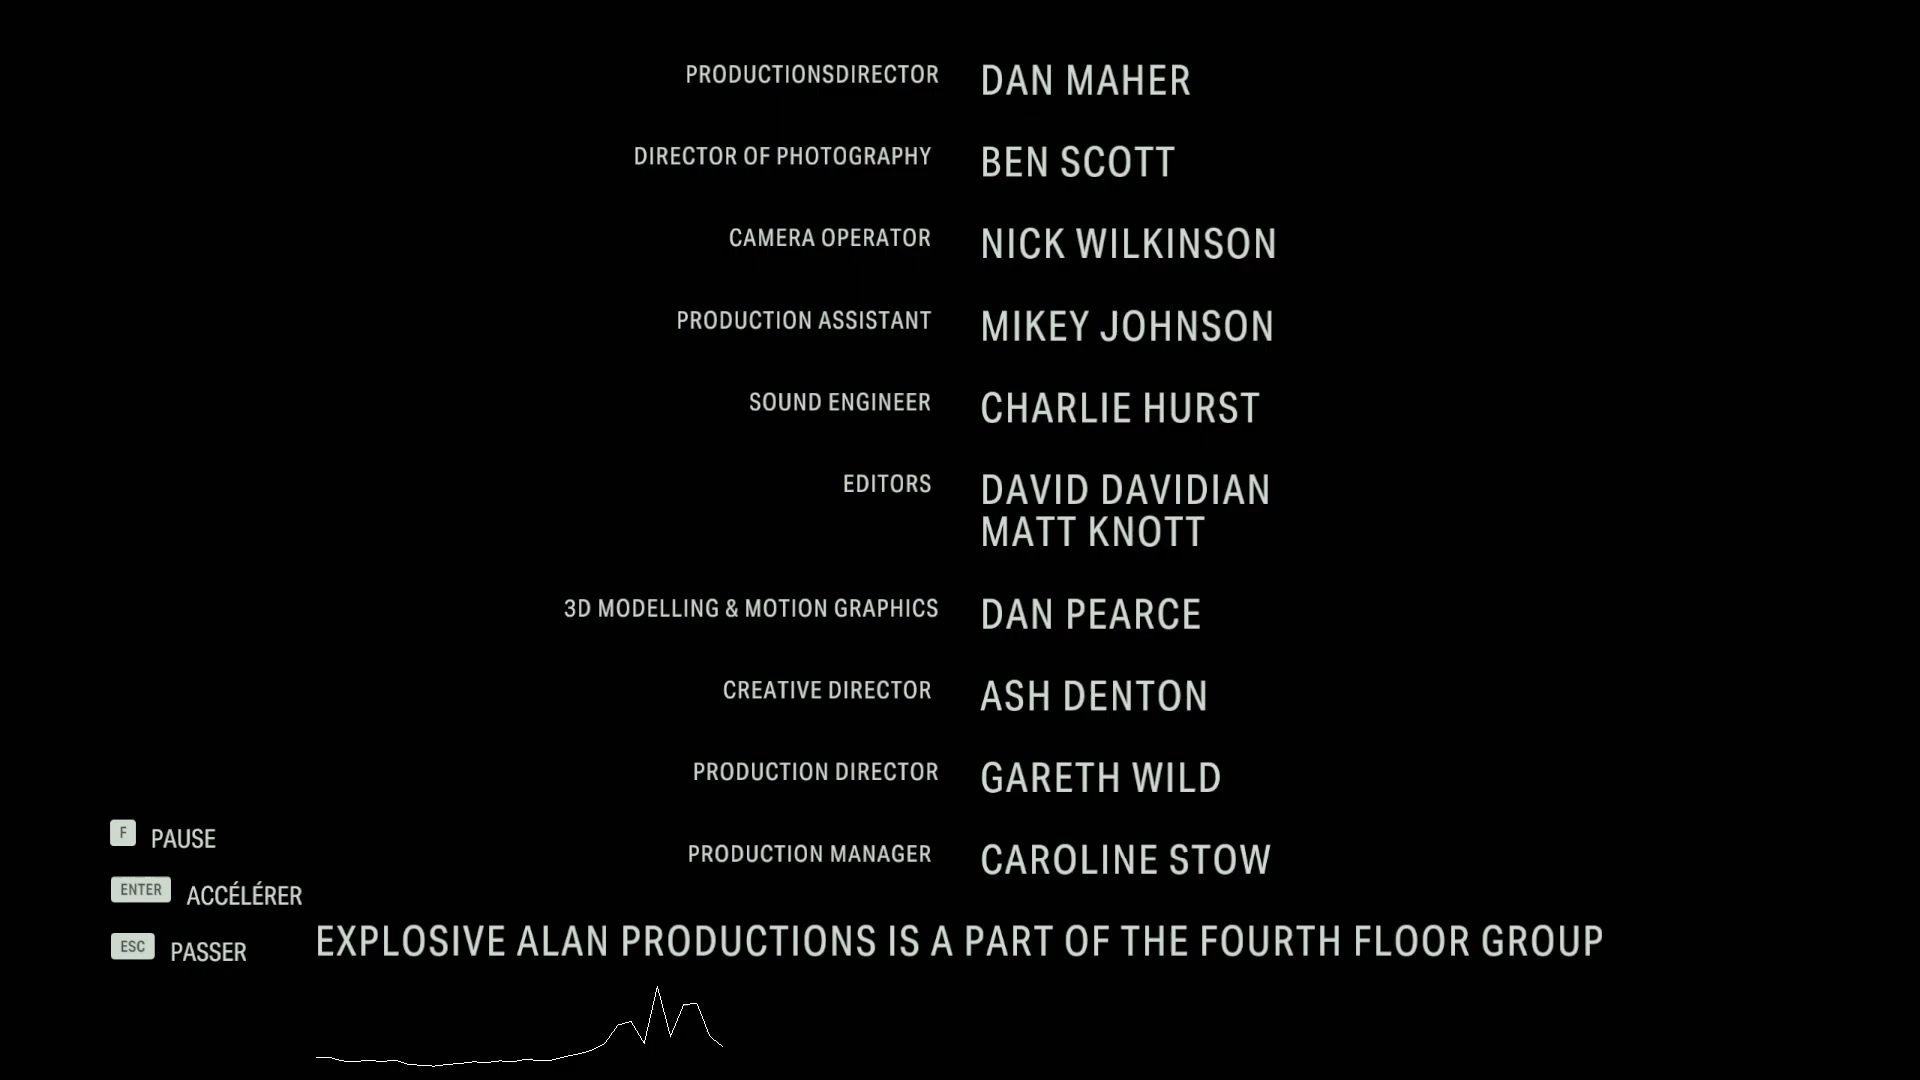 PRODUCTIONSDIRECTOR DAN MAHER
DIRECTOR OF PHOTOGRAPHY BEN SCOTT
CAMERA OPERATOR NICK WILKINSON
PRODUCTION ASSISTANT MIKEY JOHNSON
SOUND ENGINEER CHARLIE HURST
EDITORS DAVID DAVIDIAN
MATT KNOTT
3D MODELLING & MOTION GRAPHICS DAN PEARCE
CREATIVE DIRECTOR ASH DENTON
PRODUCTION DIRECTOR GARETH WILD
F PAUSE
PRODUCTION MANAGER CAROLINE STOW
ENTER ACCÉLÉRER
ESC PASSER
EXPLOSIVE ALAN PRODUCTIONS IS A PART OF THE FOURTH FLOOR GROUP